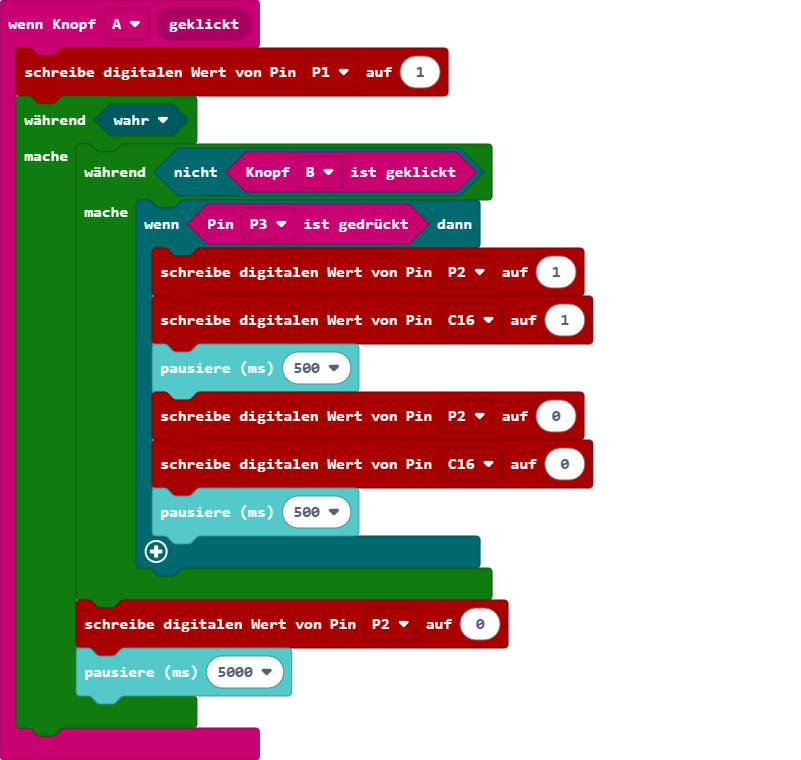 wenn Knopf A geklickt
schreibe digitalen Wert von Pin P1 auf 1
während wahr
mache
während nicht Knopf B ist geklickt
mache
wenn Pin P3 ist gedrückt dann
schreibe digitalen Wert von Pin P2 auf 1
schreibe digitalen Wert von Pin C16 auf 1
pausiere (ms) 500
schreibe digitalen Wert von Pin P2 auf 0
schreibe digitalen Wert von Pin C16 auf 0
pausiere (ms) 500
schreibe digitalen Wert von Pin P2 auf 0
pausiere (ms) 5000